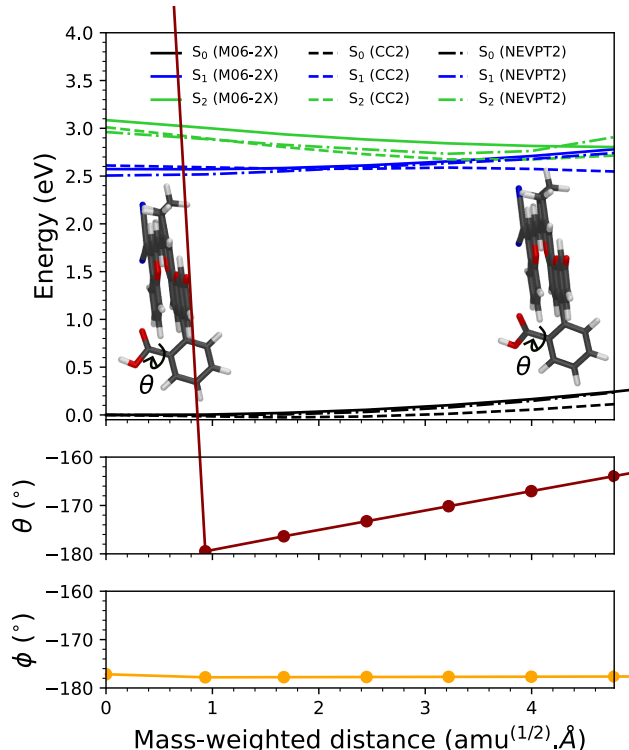 4.0
3.5
3.0
2.5
2.0
1.5
1.0
0.5
0.0
Energy (eV)
S₀ (M06-2X) S₀ (CC2) S₀ (NEVPT2)
S₁ (M06-2X) S₁ (CC2) S₁ (NEVPT2)
S₂ (M06-2X) S₂ (CC2) S₂ (NEVPT2)
θ
θ
−160
−170
−180
θ (°)
−160
−170
−180
ϕ (°)
0 1 2 3 4
Mass-weighted distance (amu⁽¹ᐟ²⁾.Å)